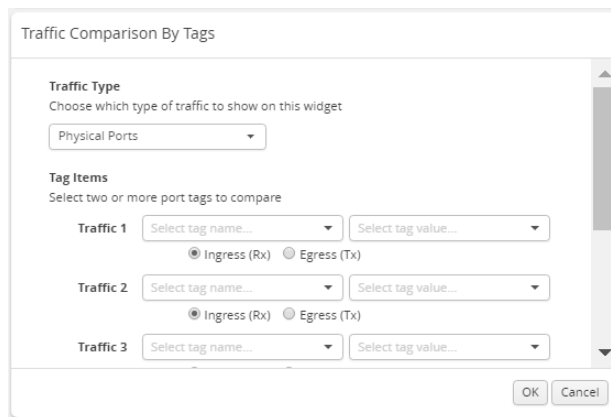 Traffic Comparison By Tags
Traffic Type
Choose which type of traffic to show on this widget
Physical Ports
Tag Items
Select two or more port tags to compare
Traffic 1 Select tag name... Select tag value...
Ingress (Rx) Egress (Tx)
Traffic 2 Select tag name... Select tag value...
Ingress (Rx) Egress (Tx)
Traffic 3 Select tag name... Select tag value...
OK Cancel